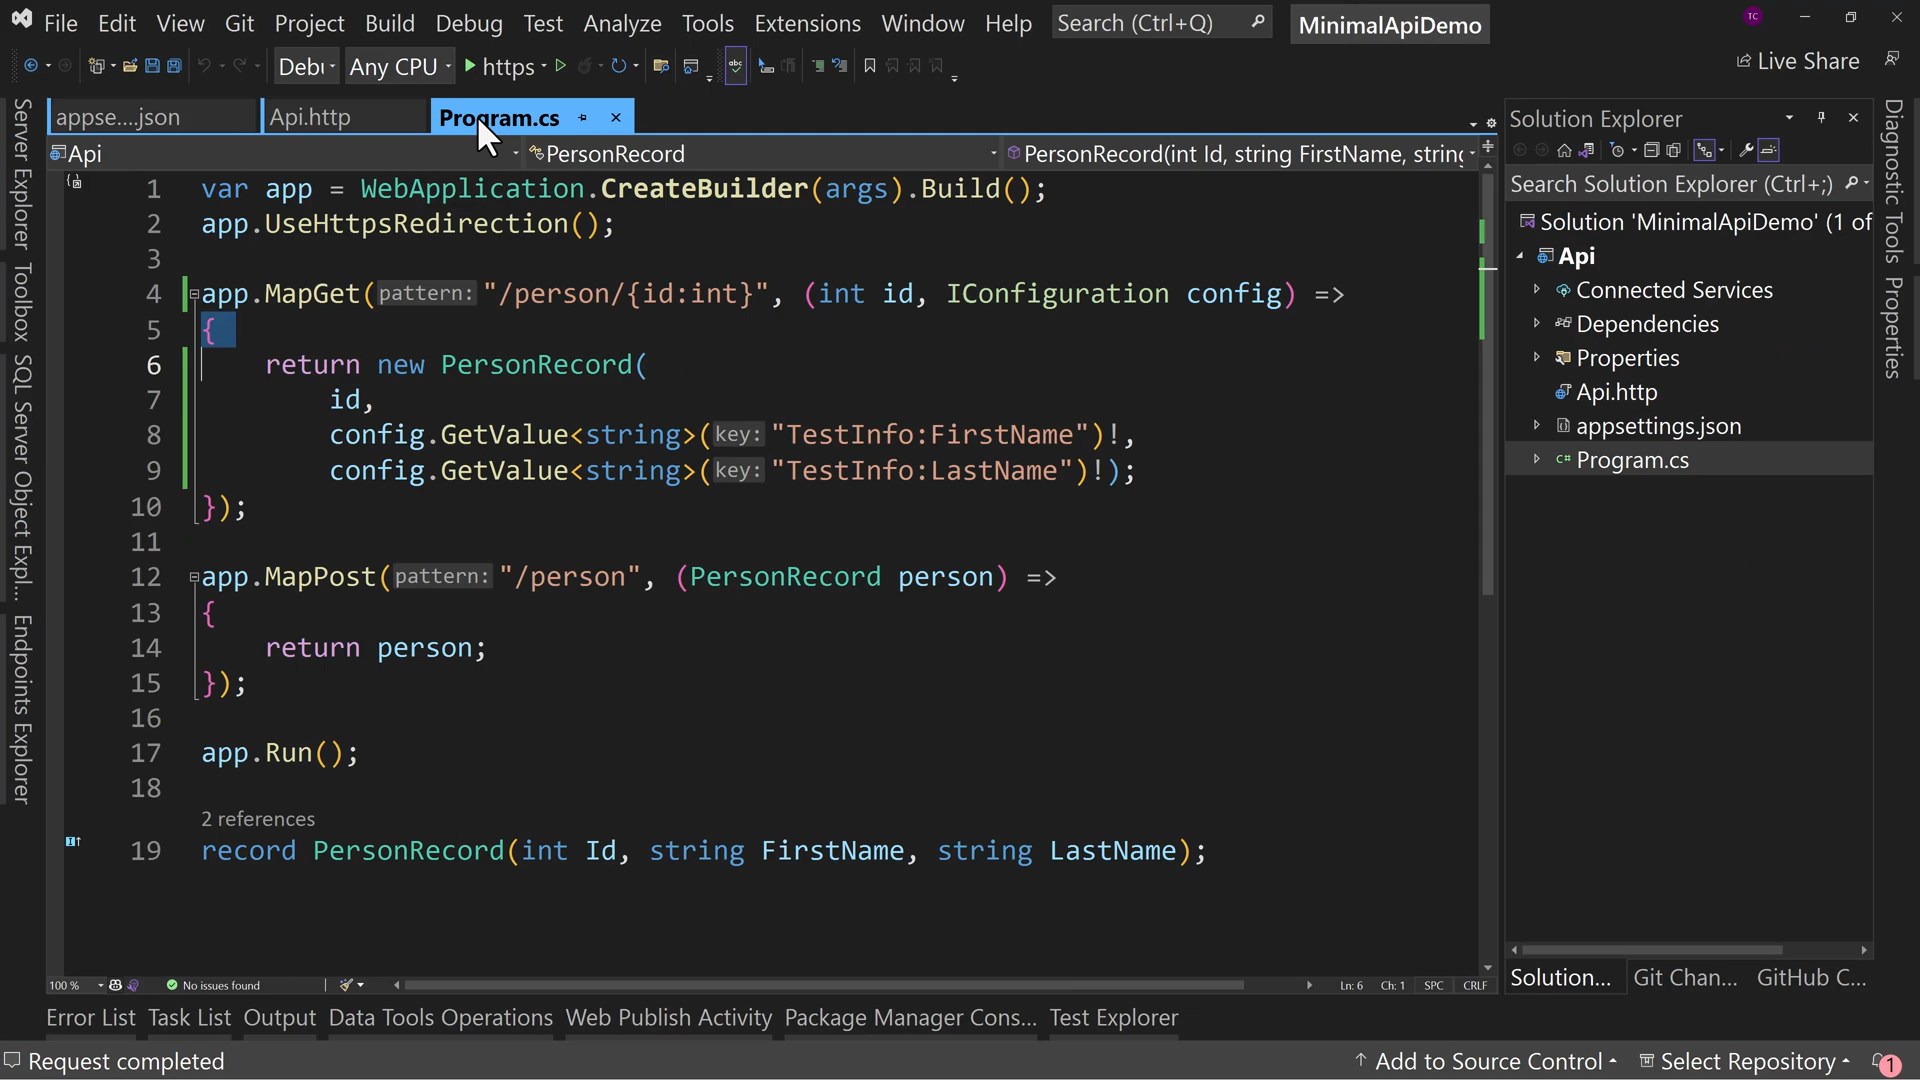 File Edit View Git Project Build Debug Test Analyze Tools Extensions Window Help Search (Ctrl+Q) MinimalApiDemo TC
Any CPU https Live Share
appse....json Api.http Program.cs
Api PersonRecord PersonRecord(int Id, string FirstName, string
1 var app = WebApplication.CreateBuilder(args).Build();
2 app.UseHttpsRedirection();
3
4 app.MapGet(pattern: "/person/{id:int}", (int id, IConfiguration config) =>
5 {
6 return new PersonRecord(
7 id,
8 config.GetValue<string>(key: "TestInfo:FirstName")!,
9 config.GetValue<string>(key: "TestInfo:LastName")!);
10 });
11
12 app.MapPost(pattern: "/person", (PersonRecord person) =>
13 {
14 return person;
15 });
16
17 app.Run();
18
2 references
19 record PersonRecord(int Id, string FirstName, string LastName);
100 % No issues found Ln: 6 Ch: 1 SPC CRLF
Server Explorer
Toolbox
SQL Server Object Expl...
Endpoints Explorer
Solution Explorer
Search Solution Explorer (Ctrl+;)
Solution 'MinimalApiDemo' (1 of
Api
Connected Services
Dependencies
Properties
Api.http
appsettings.json
C# Program.cs
Solution... Git Chan... GitHub C...
Diagnostic Tools
Properties
Error List Task List Output Data Tools Operations Web Publish Activity Package Manager Cons... Test Explorer
Request completed Add to Source Control Select Repository 1